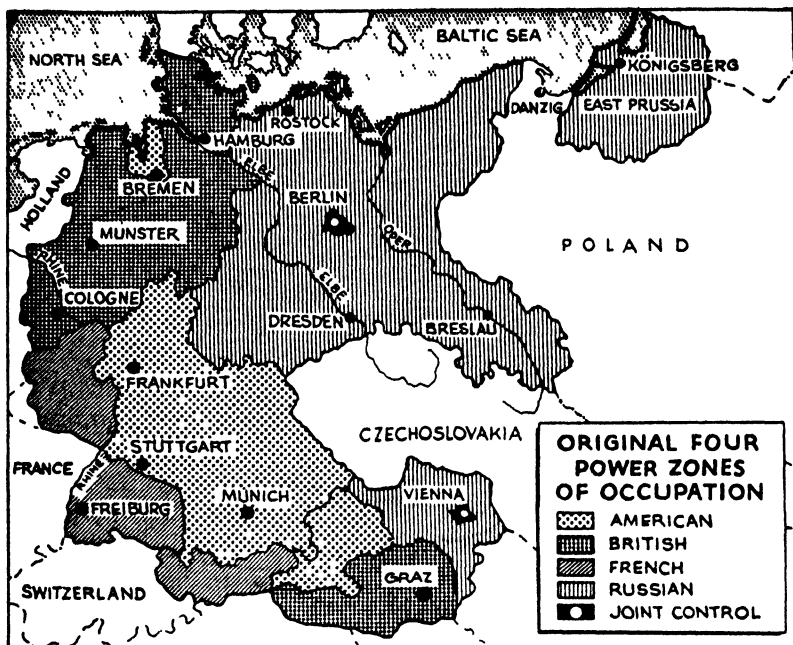 NORTH SEA
BALTIC SEA
KÖNIGSBERG
DANZIG
EAST PRUSSIA
ROSTOCK
HAMBURG
ELBE
BREMEN
HOLLAND
BERLIN
MUNSTER
ODER
POLAND
RHINE
ELBE
COLOGNE
DRESDEN
BRESLAU
FRANKFURT
CZECHOSLOVAKIA
STUTTGART
FRANCE
RHINE
MUNICH
VIENNA
FREIBURG
GRAZ
SWITZERLAND
ORIGINAL FOUR
POWER ZONES
OF OCCUPATION
AMERICAN
BRITISH
FRENCH
RUSSIAN
JOINT CONTROL